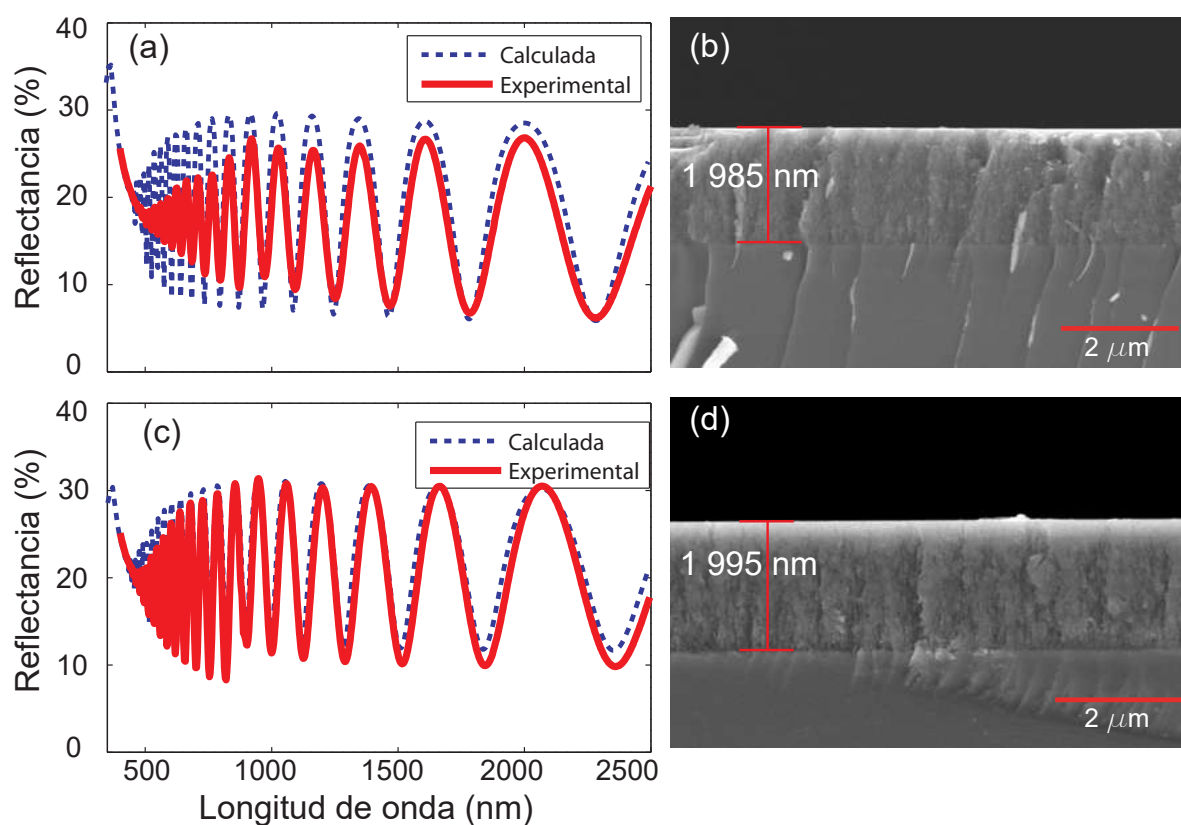 (a)
Calculada
Experimental
Reflectancia (%)
40
30
20
10
0
(b)
1 985 nm
2 μm
(c)
Calculada
Experimental
Reflectancia (%)
40
30
20
10
0
500 1000 1500 2000 2500
Longitud de onda (nm)
(d)
1 995 nm
2 μm